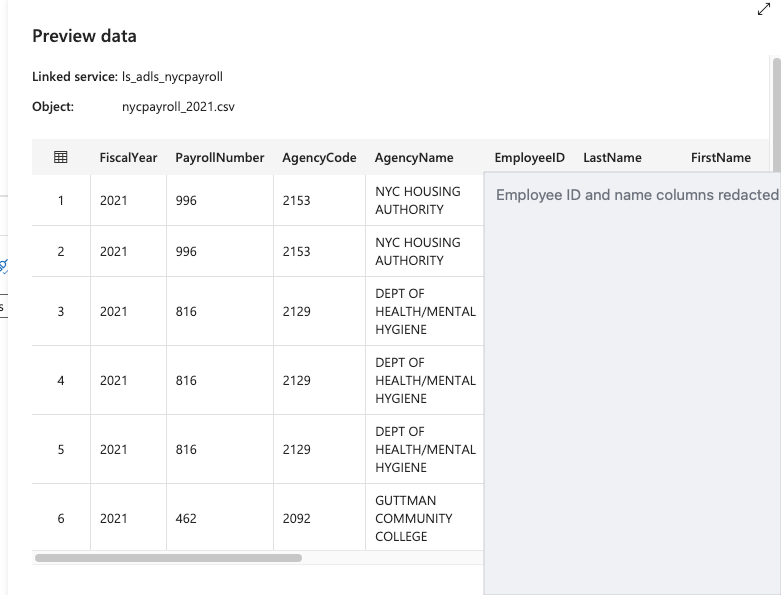 Preview data
Linked service: ls_adls_nycpayroll
Object: nycpayroll_2021.csv
FiscalYear PayrollNumber AgencyCode AgencyName EmployeeID LastName FirstName
Employee ID and name columns redacted
1 2021 996 2153 NYC HOUSING
AUTHORITY
2 2021 996 2153 NYC HOUSING
AUTHORITY
3 2021 816 2129 DEPT OF
HEALTH/MENTAL
HYGIENE
4 2021 816 2129 DEPT OF
HEALTH/MENTAL
HYGIENE
5 2021 816 2129 DEPT OF
HEALTH/MENTAL
HYGIENE
6 2021 462 2092 GUTTMAN
COMMUNITY
COLLEGE
s